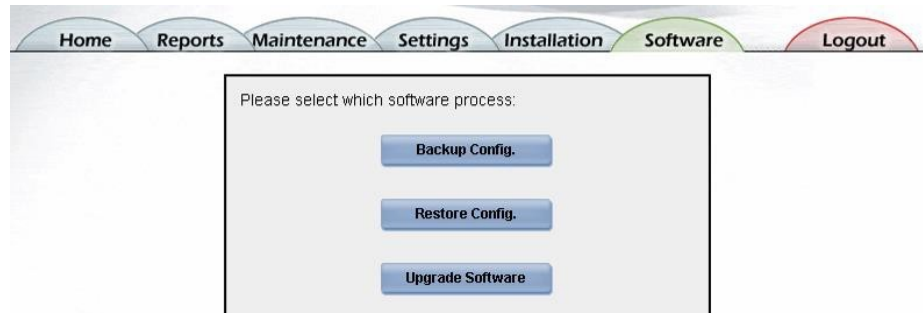 Home Reports Maintenance Settings Installation Software Logout
Please select which software process:
Backup Config.
Restore Config.
Upgrade Software